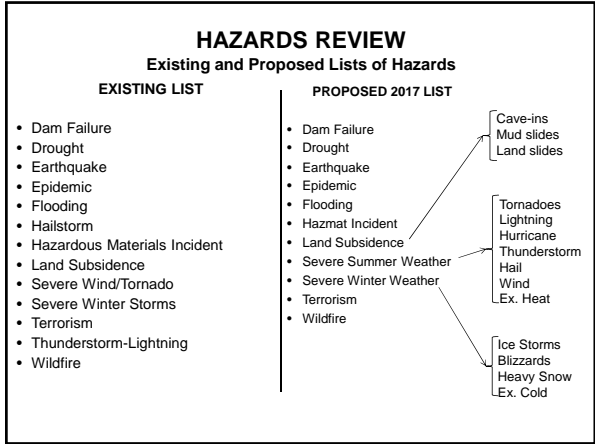 HAZARDS REVIEW
Existing and Proposed Lists of Hazards
EXISTING LIST
• Dam Failure
• Drought
• Earthquake
• Epidemic
• Flooding
• Hailstorm
• Hazardous Materials Incident
• Land Subsidence
• Severe Wind/Tornado
• Severe Winter Storms
• Terrorism
• Thunderstorm-Lightning
• Wildfire
PROPOSED 2017 LIST
• Dam Failure
• Drought
• Earthquake
• Epidemic
• Flooding
• Hazmat Incident
• Land Subsidence
• Severe Summer Weather
• Severe Winter Weather
• Terrorism
• Wildfire
Cave-ins
Mud slides
Land slides
Tornadoes
Lightning
Hurricane
Thunderstorm
Hail
Wind
Ex. Heat
Ice Storms
Blizzards
Heavy Snow
Ex. Cold